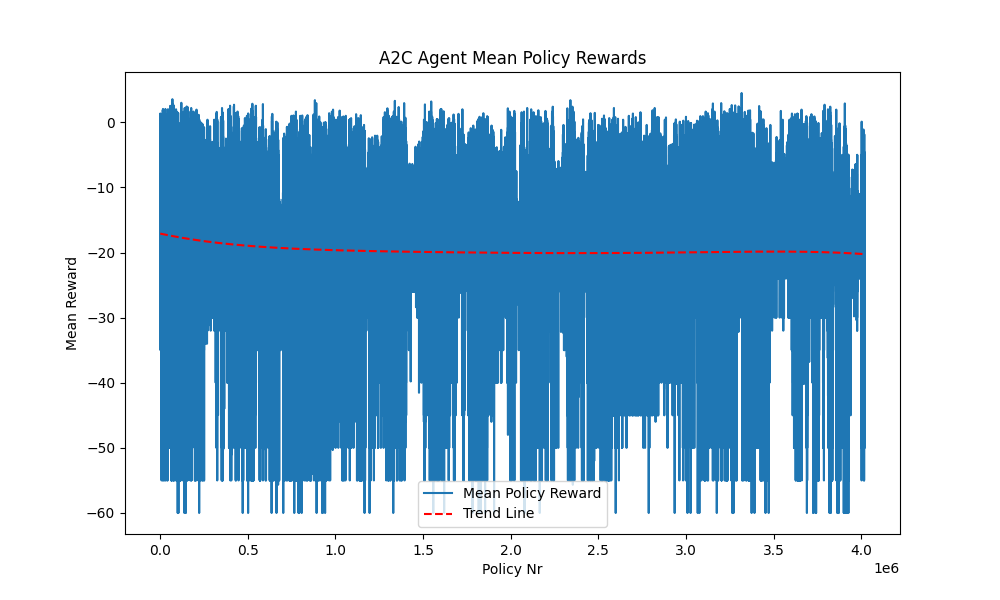 A2C Agent Mean Policy Rewards
Mean Reward
0
−10
−20
−30
−40
−50
−60
Mean Policy Reward
Trend Line
0.0 0.5 1.0 1.5 2.0 2.5 3.0 3.5 4.0
1e6
Policy Nr